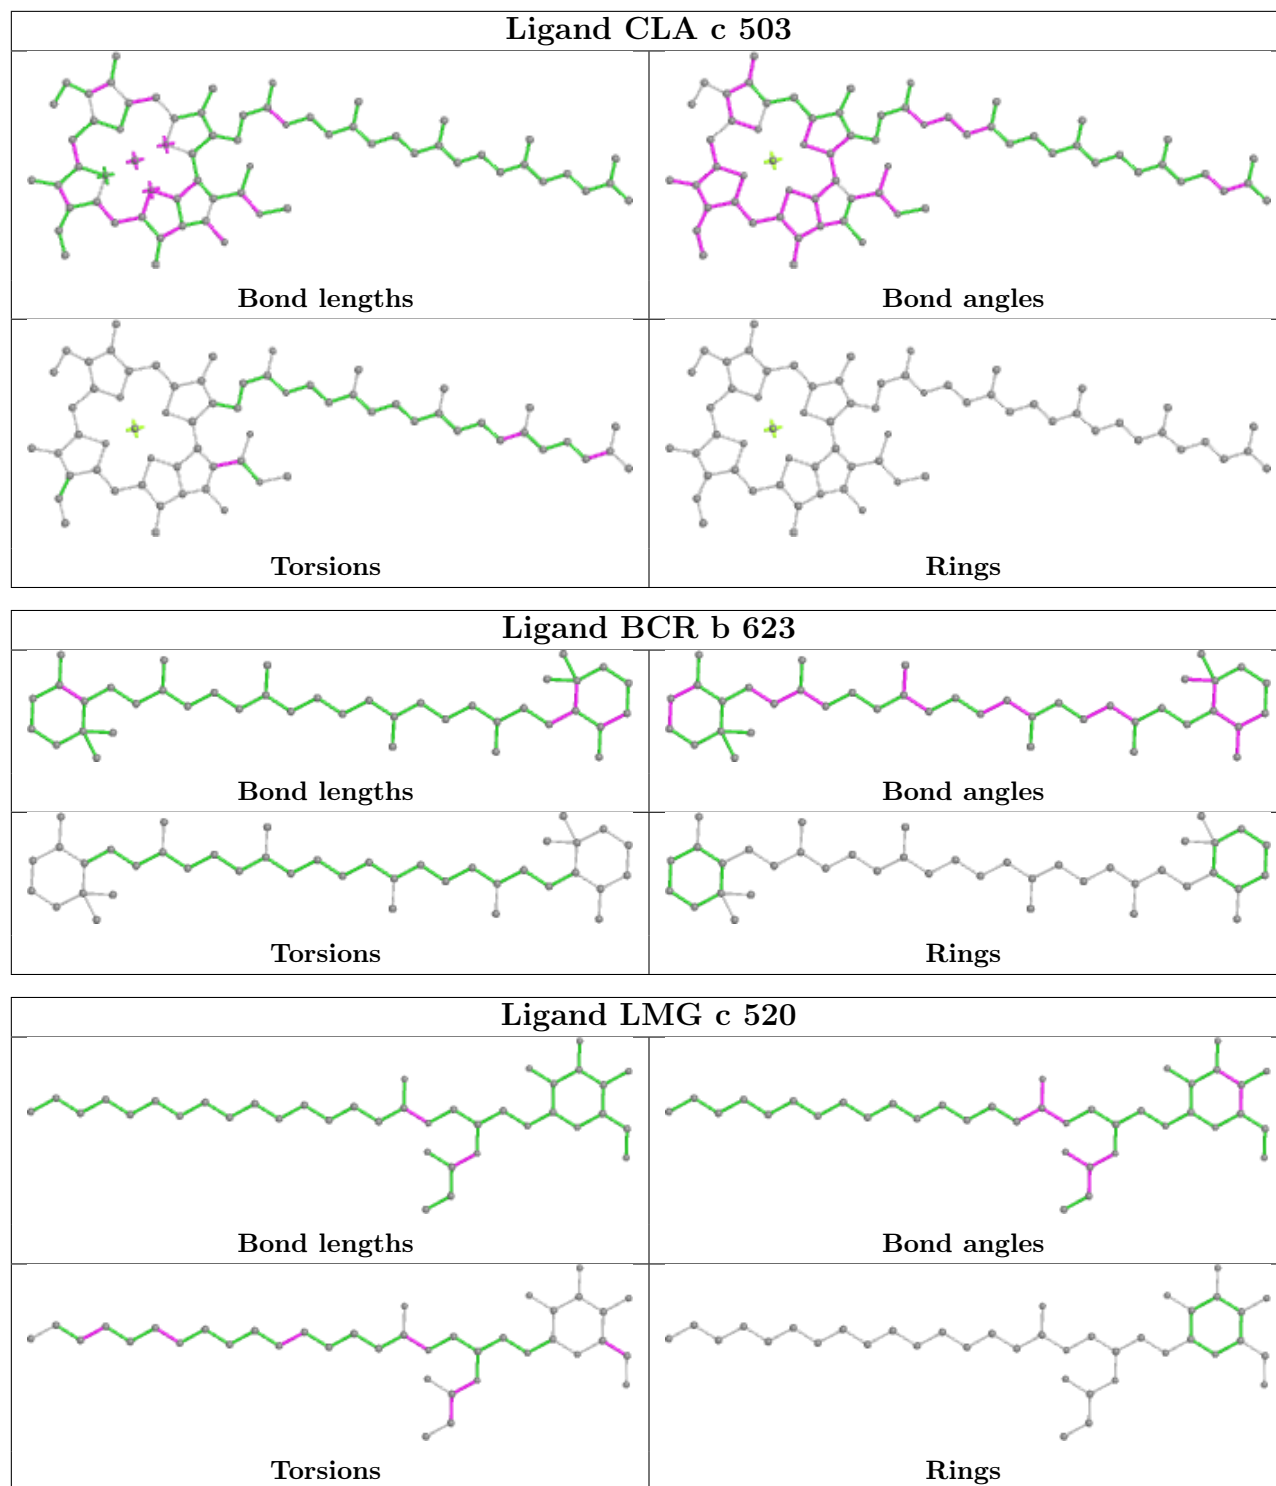 Ligand CLA c 503
Bond lengths
Bond angles
Torsions
Rings
Ligand BCR b 623
Bond lengths
Bond angles
Torsions
Rings
Ligand LMG c 520
Bond lengths
Bond angles
Torsions
Rings